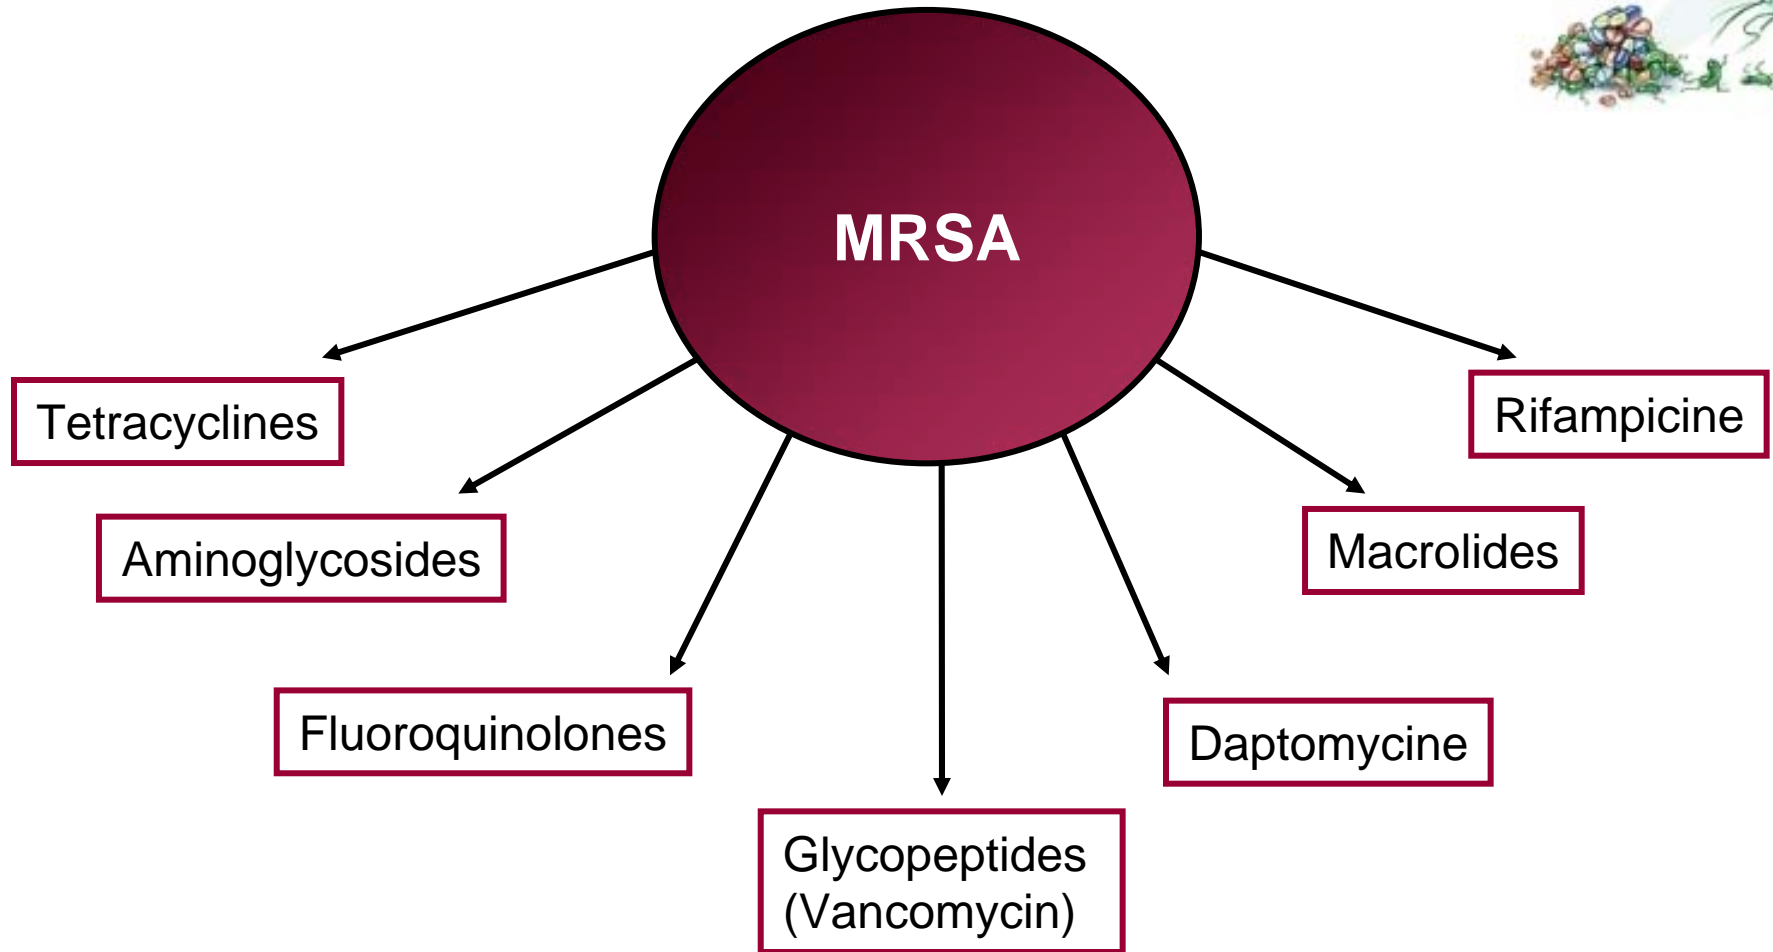 MRSA
Tetracyclines
Rifampicine
Aminoglycosides
Macrolides
Fluoroquinolones
Daptomycine
Glycopeptides
(Vancomycin)